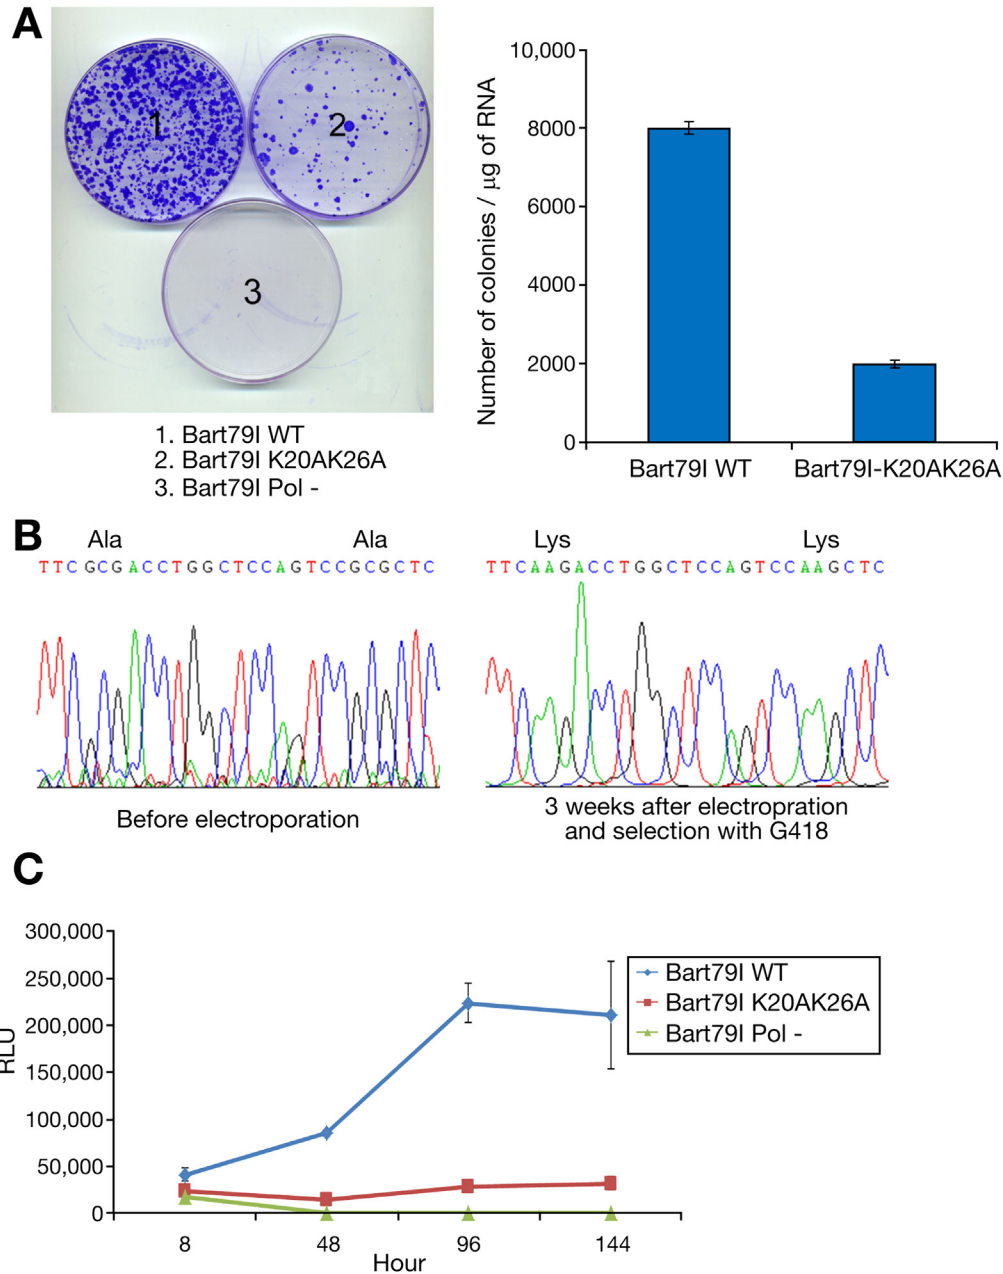 A
1
2
3
1. Bart79I WT
2. Bart79I K20AK26A
3. Bart79I Pol -
Number of colonies / μg of RNA
10,000
8000
6000
4000
2000
0
Bart79I WT
Bart79I-K20AK26A
B
Ala Ala
TTCGCGACCTGGCTCCAGTCCGCGCTC
Before electroporation
Lys Lys
TTCAAGACCTGGCTCCAGTCCAAGCTC
3 weeks after electropration
and selection with G418
C
RLU
300,000
250,000
200,000
150,000
100,000
50,000
0
8 48 96 144
Hour
Bart79I WT
Bart79I K20AK26A
Bart79I Pol -